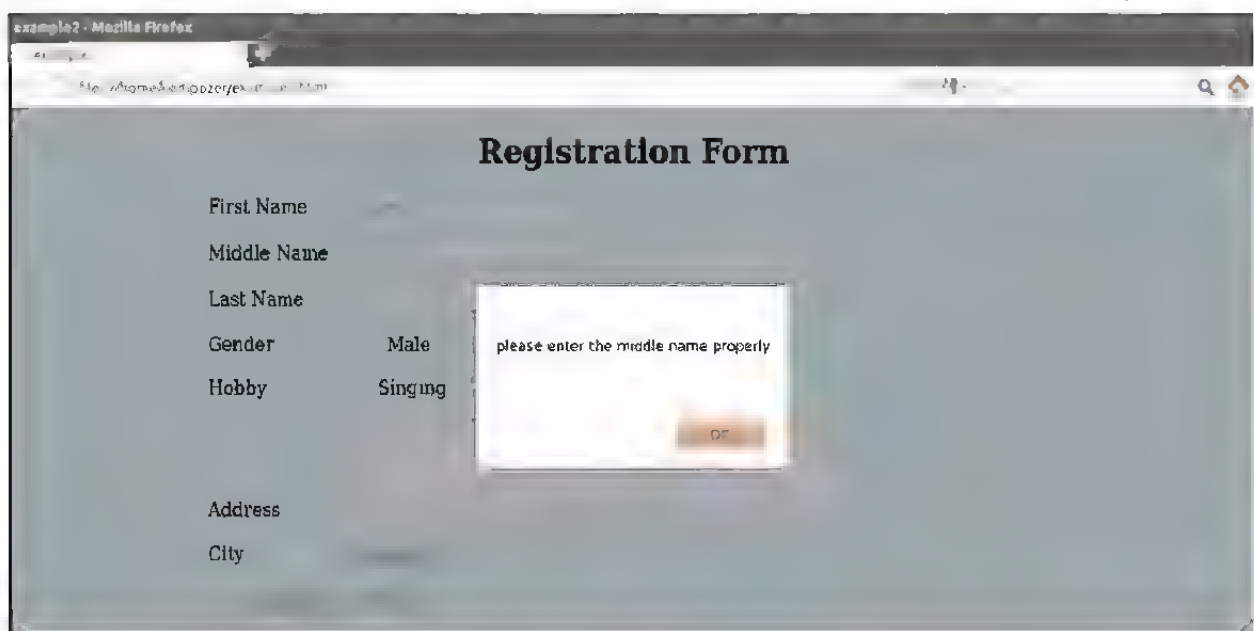 example2 - Mozilla Firefox
Registration Form
First Name
Middle Name
Last Name
Gender Male
Hobby Singing
please enter the middle name properly
OK
Address
City